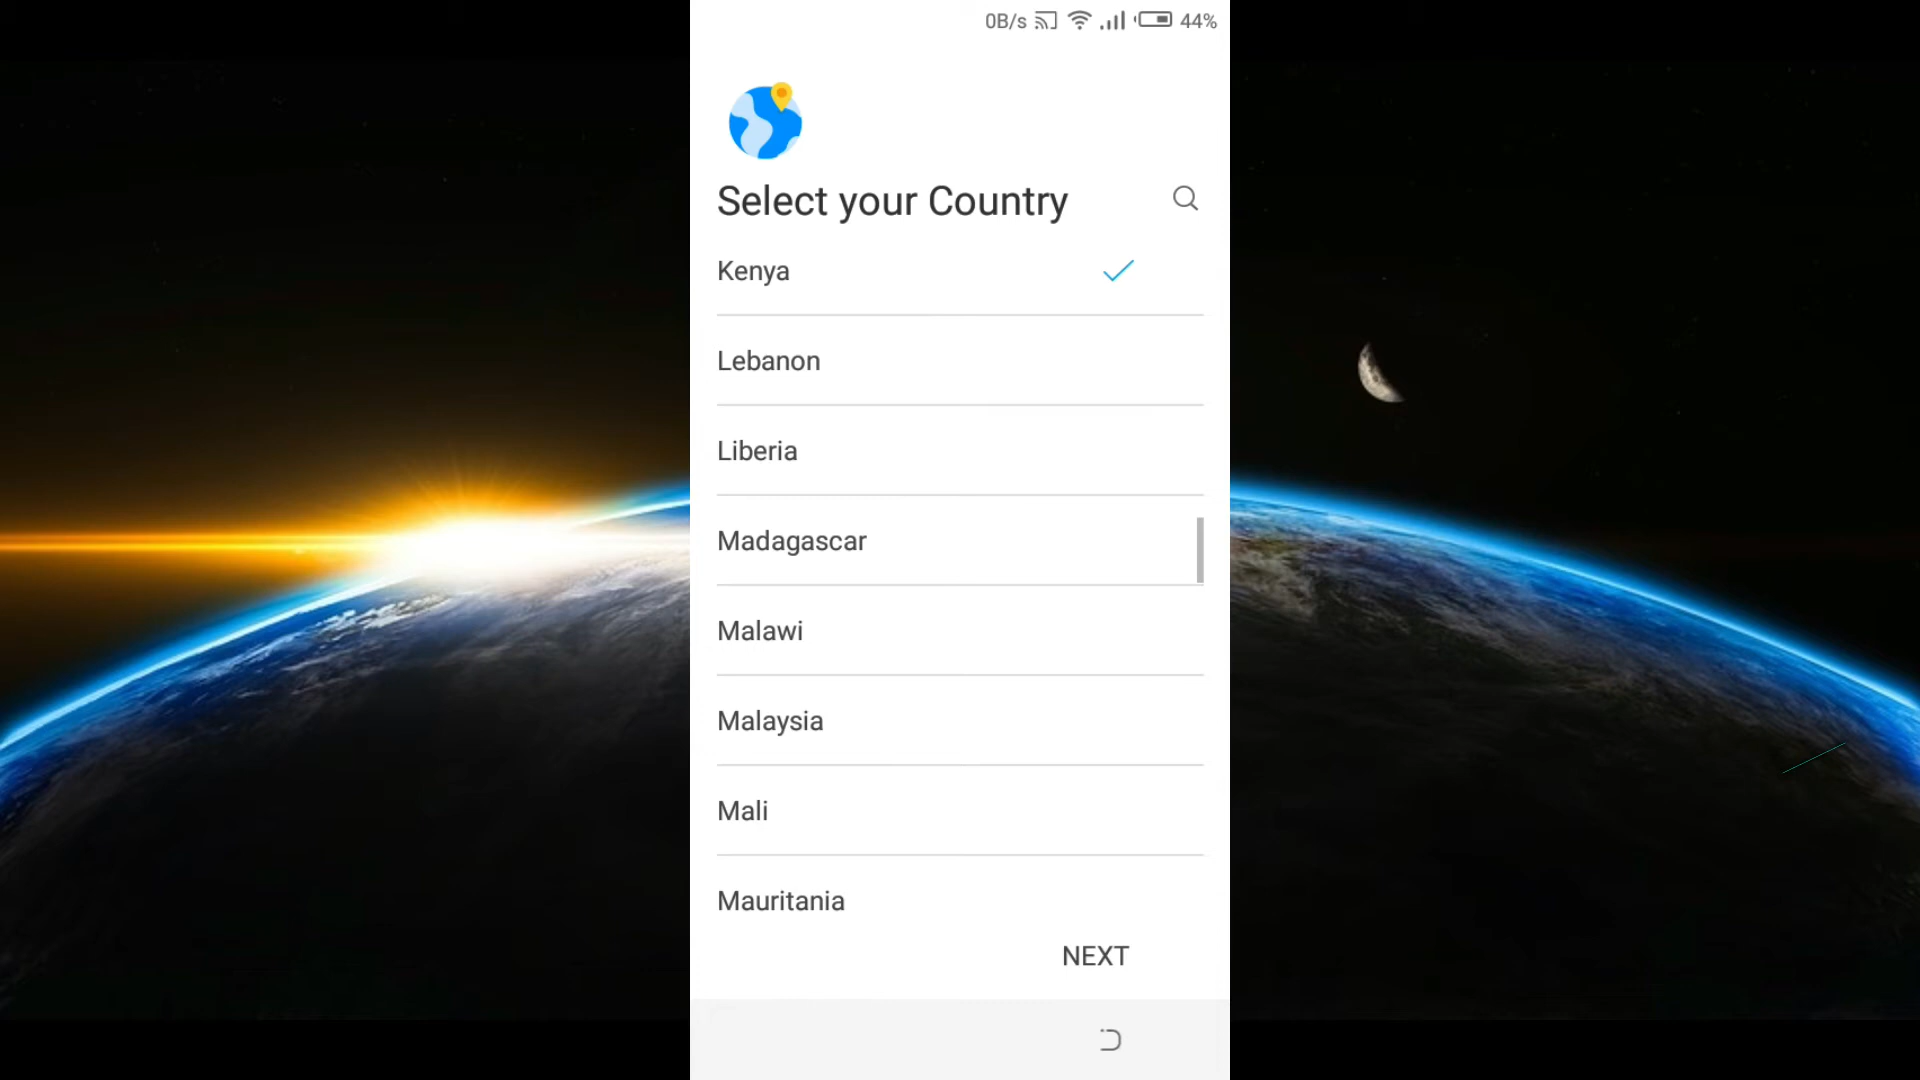 0B/s 44%
Select your Country
Kenya
Lebanon
Liberia
Madagascar
Malawi
Malaysia
Mali
Mauritania
NEXT